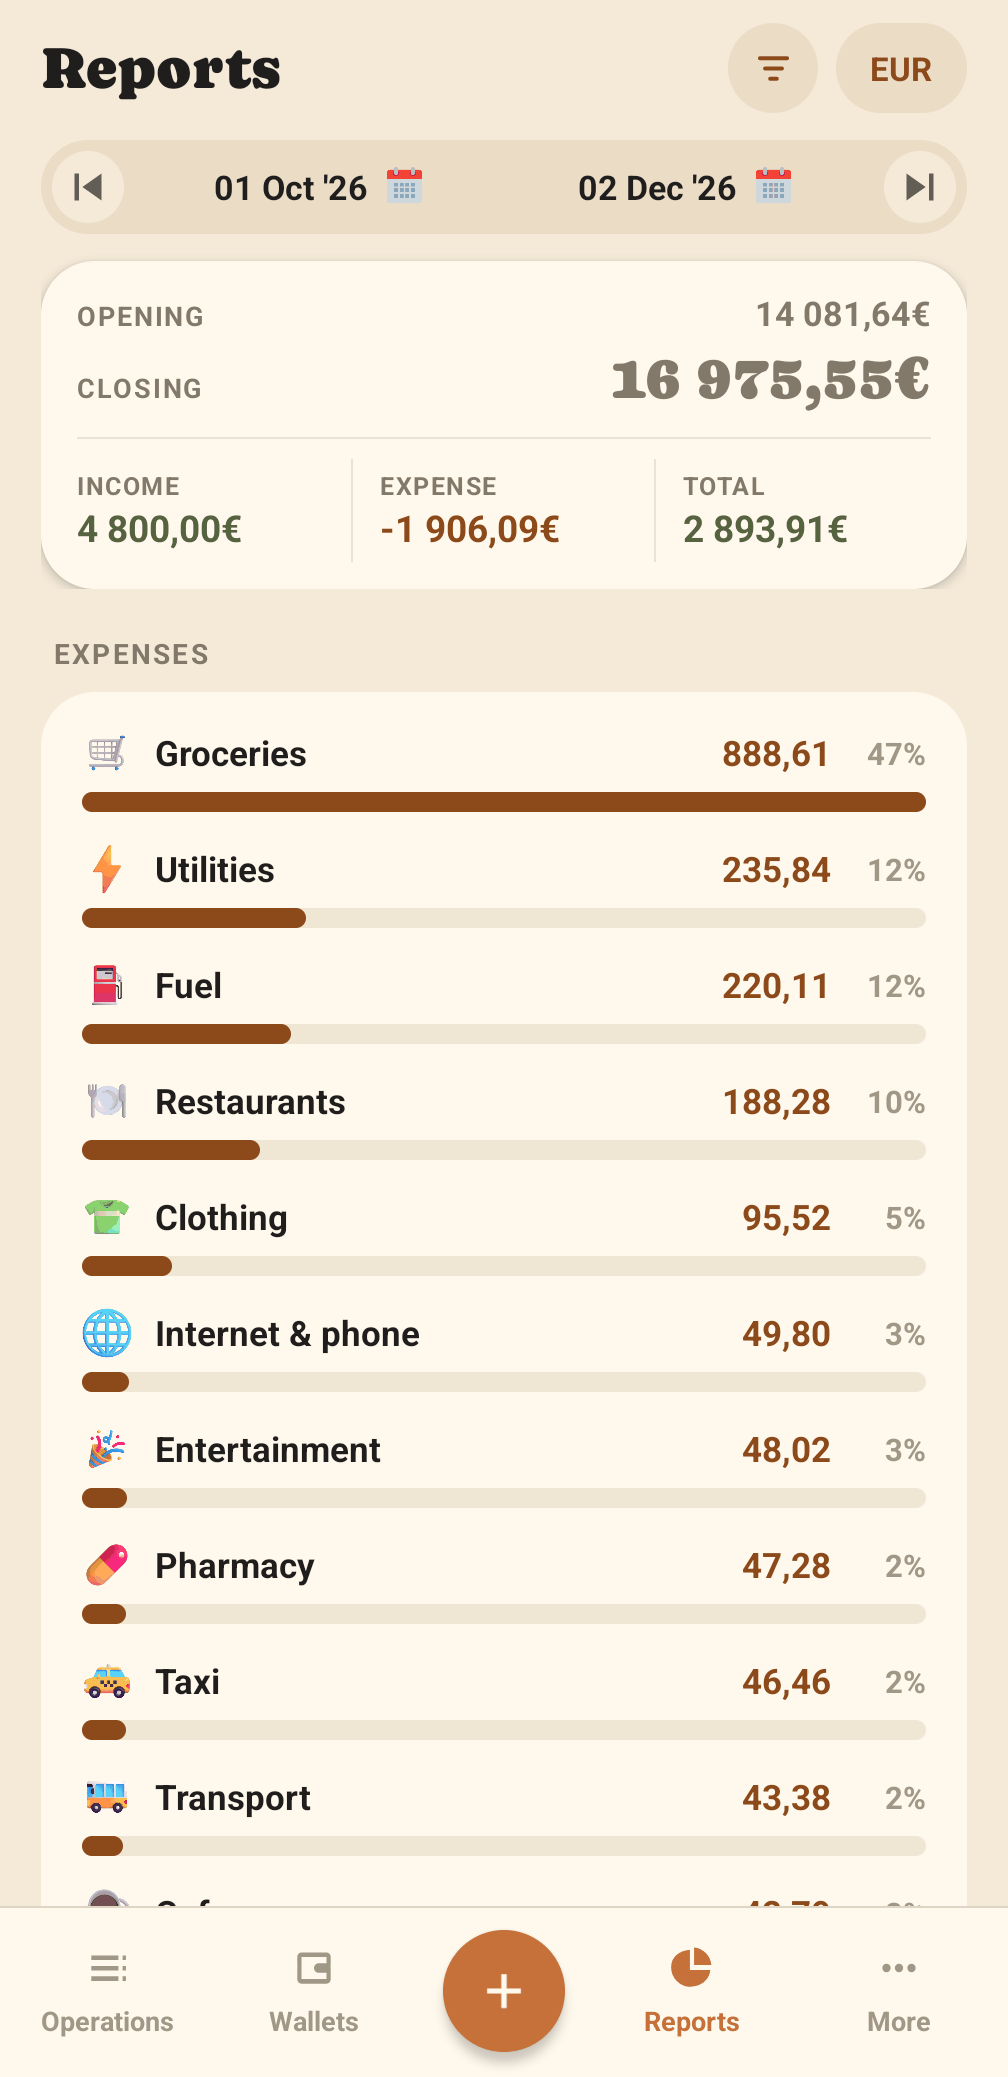 Reports
EUR
01 Oct '26
02 Dec '26
OPENING 14 081,64€
CLOSING 16 975,55€
INCOME EXPENSE TOTAL
4 800,00€ -1 906,09€ 2 893,91€
EXPENSES
Groceries 888,61 47%
Utilities 235,84 12%
Fuel 220,11 12%
Restaurants 188,28 10%
Clothing 95,52 5%
Internet & phone 49,80 3%
Entertainment 48,02 3%
Pharmacy 47,28 2%
Taxi 46,46 2%
Transport 43,38 2%
Operations Wallets + Reports More